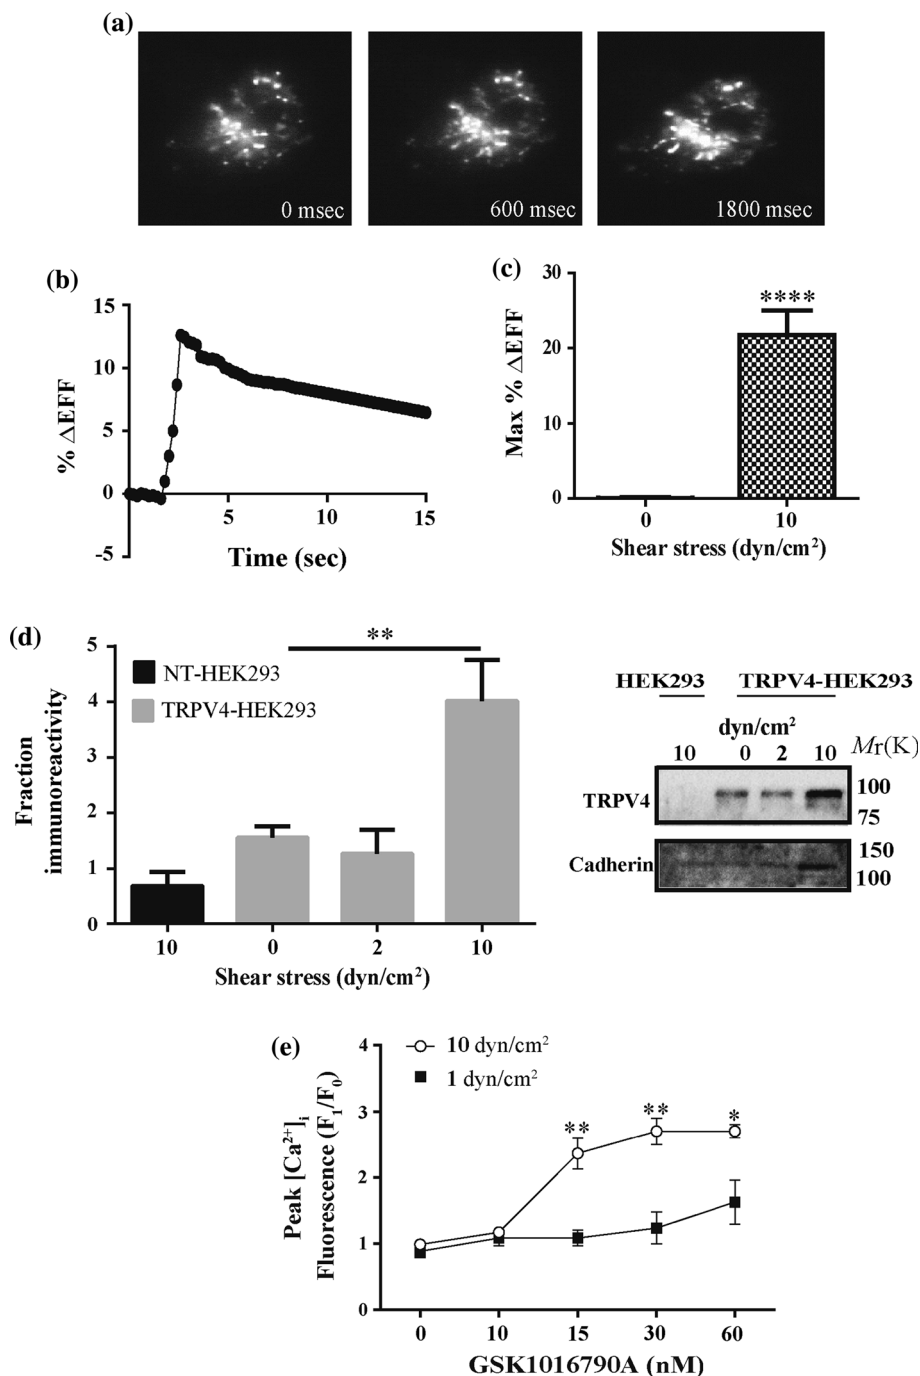 (a)
0 msec
600 msec
1800 msec
(b)
15
10
5
0
-5
% ΔEFF
5
10
15
Time (sec)
(c)
30
20
10
0
Max % ΔEFF
****
0
10
Shear stress (dyn/cm²)
(d)
5
4
3
2
1
0
Fraction
immunoreactivity
**
NT-HEK293
TRPV4-HEK293
10
0
2
10
Shear stress (dyn/cm²)
HEK293
TRPV4-HEK293
dyn/cm²
10
0
2
10
Mr(K)
TRPV4
100
75
Cadherin
150
100
(e)
4
3
2
1
0
Peak [Ca²⁺]ᵢ
Fluorescence (F₁/F₀)
10 dyn/cm²
1 dyn/cm²
**
**
*
0
10
15
30
60
GSK1016790A (nM)